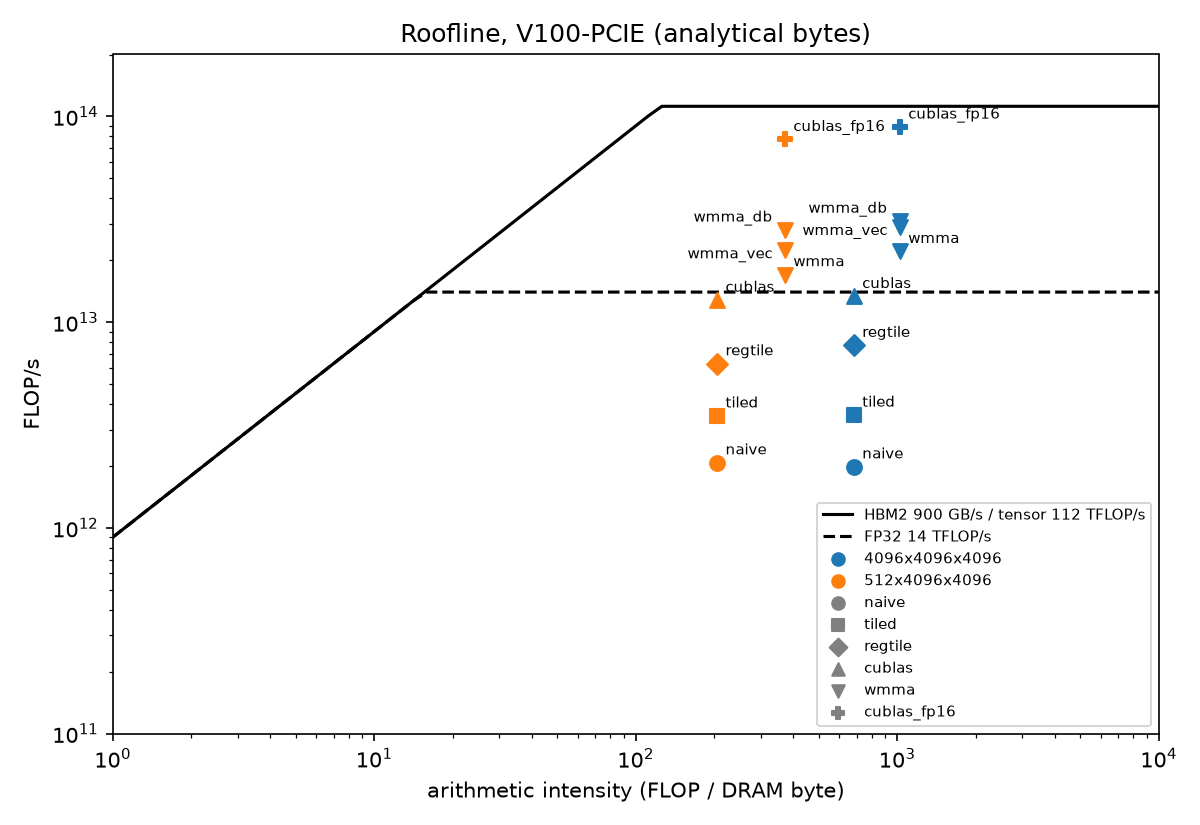 Roofline, V100-PCIE (analytical bytes)
10^14
10^13
10^12
10^11
FLOP/s
cublas_fp16
cublas_fp16
wmma_db
wmma_db
wmma_vec
wmma
wmma_vec
wmma
cublas
cublas
regtile
regtile
tiled
tiled
naive
naive
HBM2 900 GB/s / tensor 112 TFLOP/s
FP32 14 TFLOP/s
4096x4096x4096
512x4096x4096
naive
tiled
regtile
cublas
wmma
cublas_fp16
10^0 10^1 10^2 10^3 10^4
arithmetic intensity (FLOP / DRAM byte)